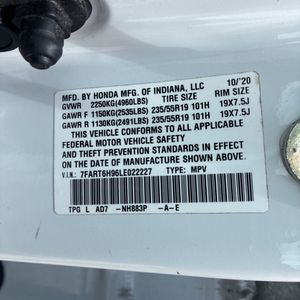 MFD. BY HONDA MFG. OF INDIANA, LLC 10/'20
GVWR 2250KG(4960LBS) TIRE SIZE RIM SIZE
GAWR F 1150KG(2535LBS) 235/55R19 101H 19X7.5J
GAWR R 1130KG(2491LBS) 235/55R19 101H 19X7.5J
THIS VEHICLE CONFORMS TO ALL APPLICABLE
FEDERAL MOTOR VEHICLE SAFETY
AND THEFT PREVENTION STANDARDS IN EFFECT ON
THE DATE OF MANUFACTURE SHOWN ABOVE.
V.I.N.: 7FART6H96LE022227 TYPE: MPV
TPG L AD7 -NH883P -A-E